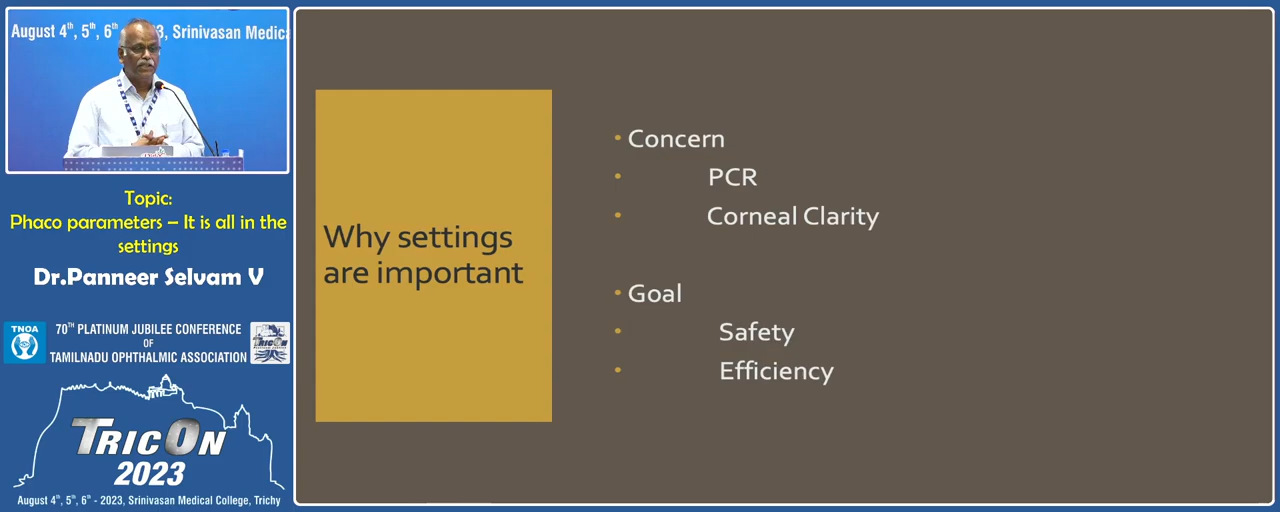 August 4th, 5th, 6th 3, Srinivasan Medic
Topic:
Phaco parameters – It is all in the
settings
Dr.Panneer Selvam V
TNOA
70TH PLATINUM JUBILEE CONFERENCE
OF
TAMILNADU OPHTHALMIC ASSOCIATION
TRICON
TRICON
2023
August 4th, 5th, 6th - 2023, Srinivasan Medical College, Trichy
Why settings
are important
• Concern
• PCR
• Corneal Clarity
• Goal
• Safety
• Efficiency